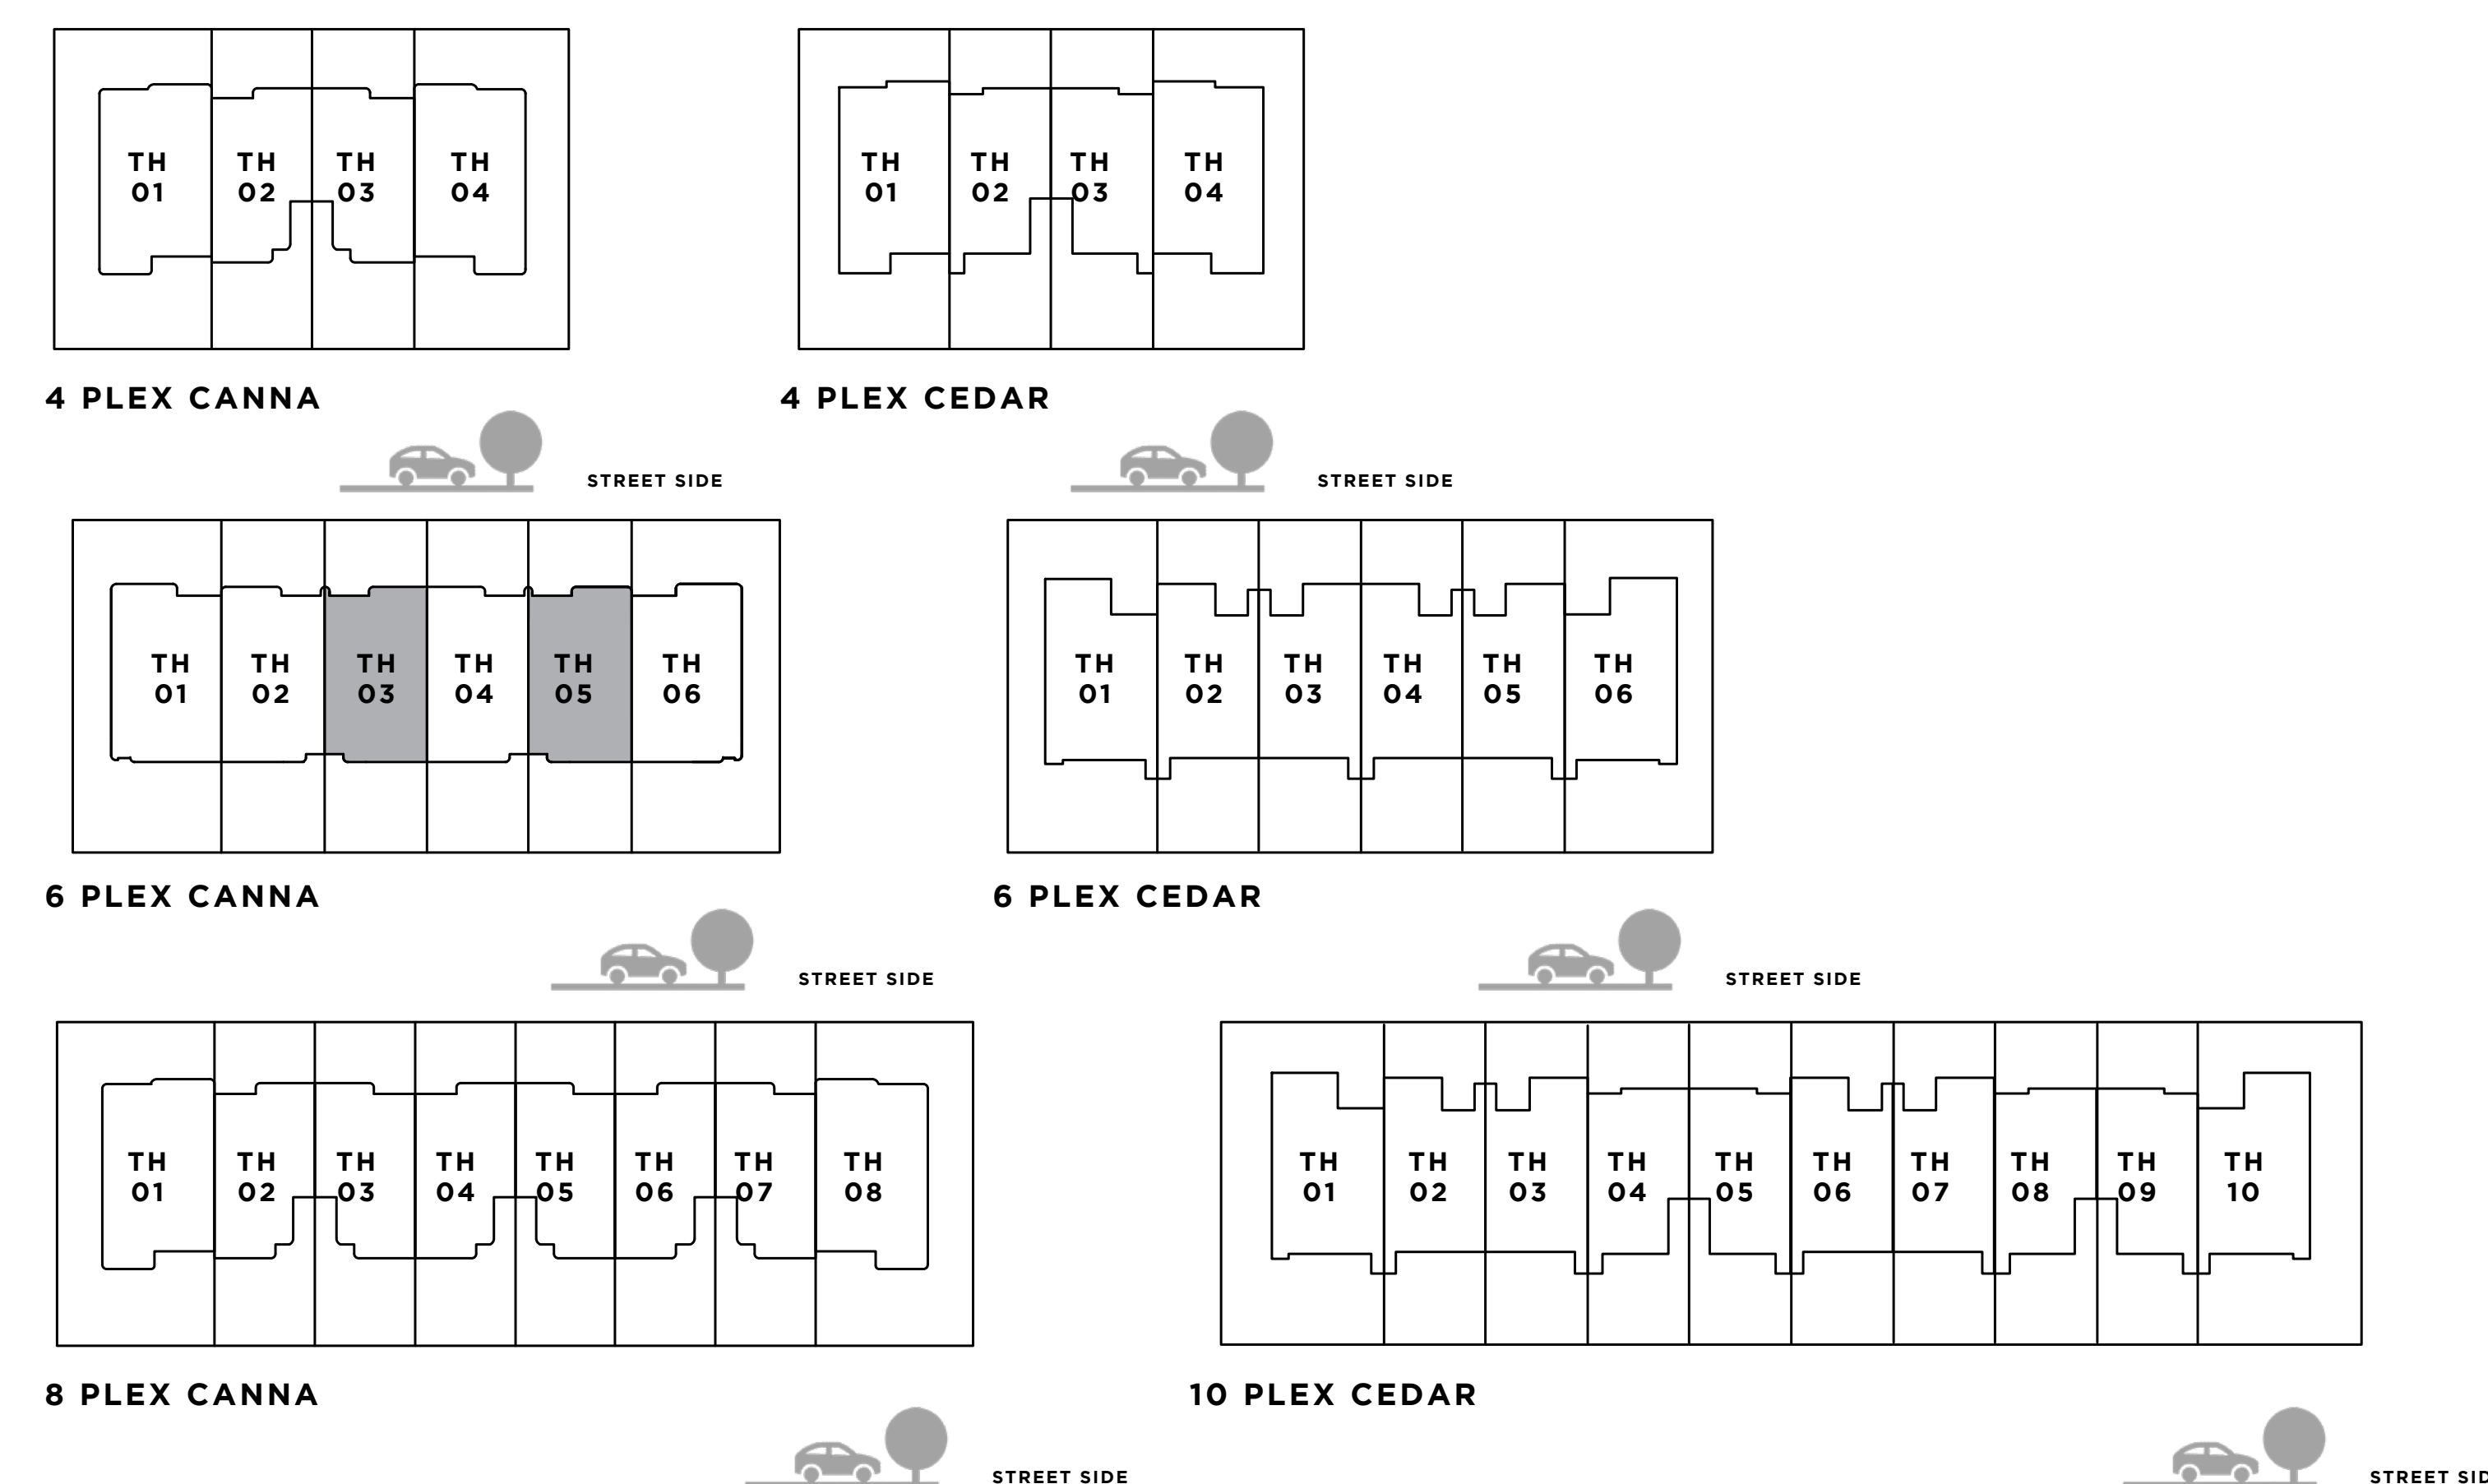 TH TH TH TH
01 02 03 04
TH TH TH TH
01 02 03 04
4 PLEX CANNA
4 PLEX CEDAR
STREET SIDE
STREET SIDE
TH TH TH TH TH TH
01 02 03 04 05 06
TH TH TH TH TH TH
01 02 03 04 05 06
6 PLEX CANNA
6 PLEX CEDAR
STREET SIDE
STREET SIDE
TH TH TH TH TH TH TH TH
01 02 03 04 05 06 07 08
TH TH TH TH TH TH TH TH TH TH
01 02 03 04 05 06 07 08 09 10
8 PLEX CANNA
10 PLEX CEDAR
STREET SIDE
STREET